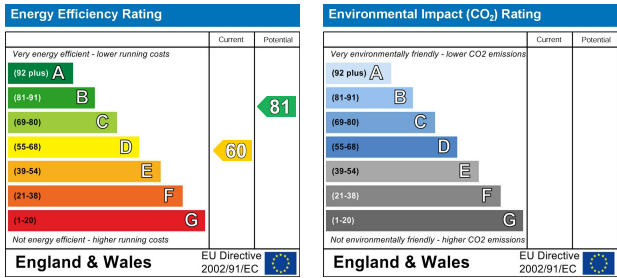 Energy Efficiency Rating
Current Potential
Very energy efficient - lower running costs
(92 plus) A
(81-91) B
81
(69-80) C
(55-68) D
60
(39-54) E
(21-38) F
(1-20) G
Not energy efficient - higher running costs
England & Wales
EU Directive
2002/91/EC
Environmental Impact (CO₂) Rating
Current Potential
Very environmentally friendly - lower CO2 emissions
(92 plus) A
(81-91) B
(69-80) C
(55-68) D
(39-54) E
(21-38) F
(1-20) G
Not environmentally friendly - higher CO2 emissions
England & Wales
EU Directive
2002/91/EC